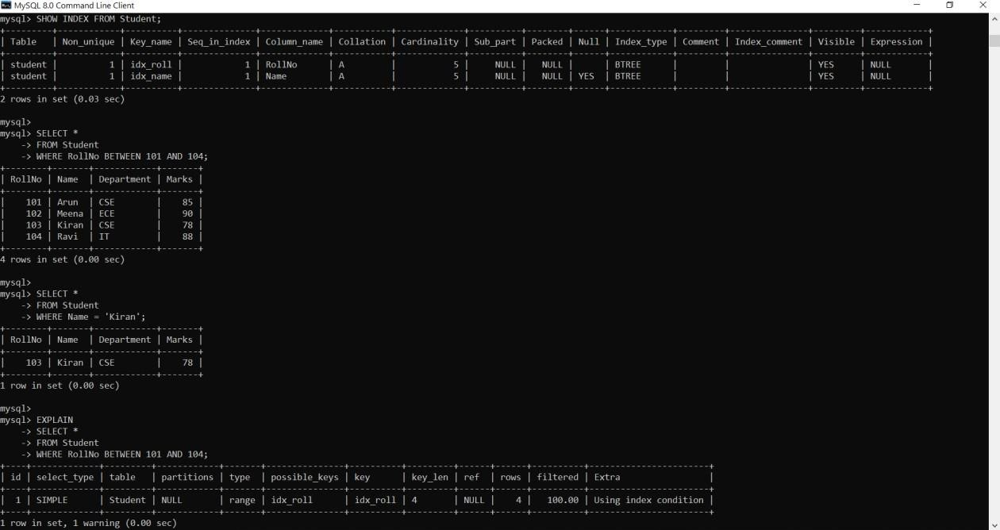 MySQL 8.0 Command Line Client
mysql> SHOW INDEX FROM Student;
+---------+------------+----------+--------------+-------------+-----------+-------------+----------+--------+------+------------+---------+---------------+---------+------------+
| Table   | Non_unique | Key_name | Seq_in_index | Column_name | Collation | Cardinality | Sub_part | Packed | Null | Index_type | Comment | Index_comment | Visible | Expression |
+---------+------------+----------+--------------+-------------+-----------+-------------+----------+--------+------+------------+---------+---------------+---------+------------+
| student |          1 | idx_roll |            1 | RollNo      | A         |           5 |     NULL |   NULL |      | BTREE      |         |               | YES     | NULL       |
| student |          1 | idx_name |            1 | Name        | A         |           5 |     NULL |   NULL | YES  | BTREE      |         |               | YES     | NULL       |
+---------+------------+----------+--------------+-------------+-----------+-------------+----------+--------+------+------------+---------+---------------+---------+------------+
2 rows in set (0.03 sec)
mysql>
mysql> SELECT *
    -> FROM Student
    -> WHERE RollNo BETWEEN 101 AND 104;
+--------+-------+------------+-------+
| RollNo | Name  | Department | Marks |
+--------+-------+------------+-------+
|    101 | Arun  | CSE        |    85 |
|    102 | Meena | ECE        |    90 |
|    103 | Kiran | CSE        |    78 |
|    104 | Ravi  | IT         |    88 |
+--------+-------+------------+-------+
4 rows in set (0.00 sec)
mysql>
mysql> SELECT *
    -> FROM Student
    -> WHERE Name = 'Kiran';
+--------+-------+------------+-------+
| RollNo | Name  | Department | Marks |
+--------+-------+------------+-------+
|    103 | Kiran | CSE        |    78 |
+--------+-------+------------+-------+
1 row in set (0.00 sec)
mysql>
mysql> EXPLAIN
    -> SELECT *
    -> FROM Student
    -> WHERE RollNo BETWEEN 101 AND 104;
+----+-------------+---------+------------+-------+---------------+----------+---------+------+------+----------+-----------------------+
| id | select_type | table   | partitions | type  | possible_keys | key      | key_len | ref  | rows | filtered | Extra                 |
+----+-------------+---------+------------+-------+---------------+----------+---------+------+------+----------+-----------------------+
|  1 | SIMPLE      | Student | NULL       | range | idx_roll      | idx_roll | 4       | NULL |    4 |   100.00 | Using index condition |
+----+-------------+---------+------------+-------+---------------+----------+---------+------+------+----------+-----------------------+
1 row in set, 1 warning (0.00 sec)